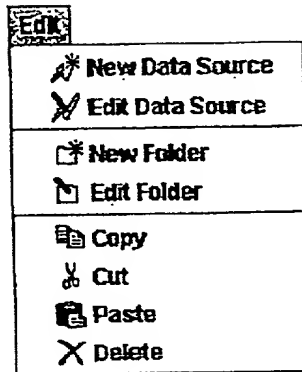 Edit
New Data Source
Edit Data Source
New Folder
Edit Folder
Copy
Cut
Paste
Delete